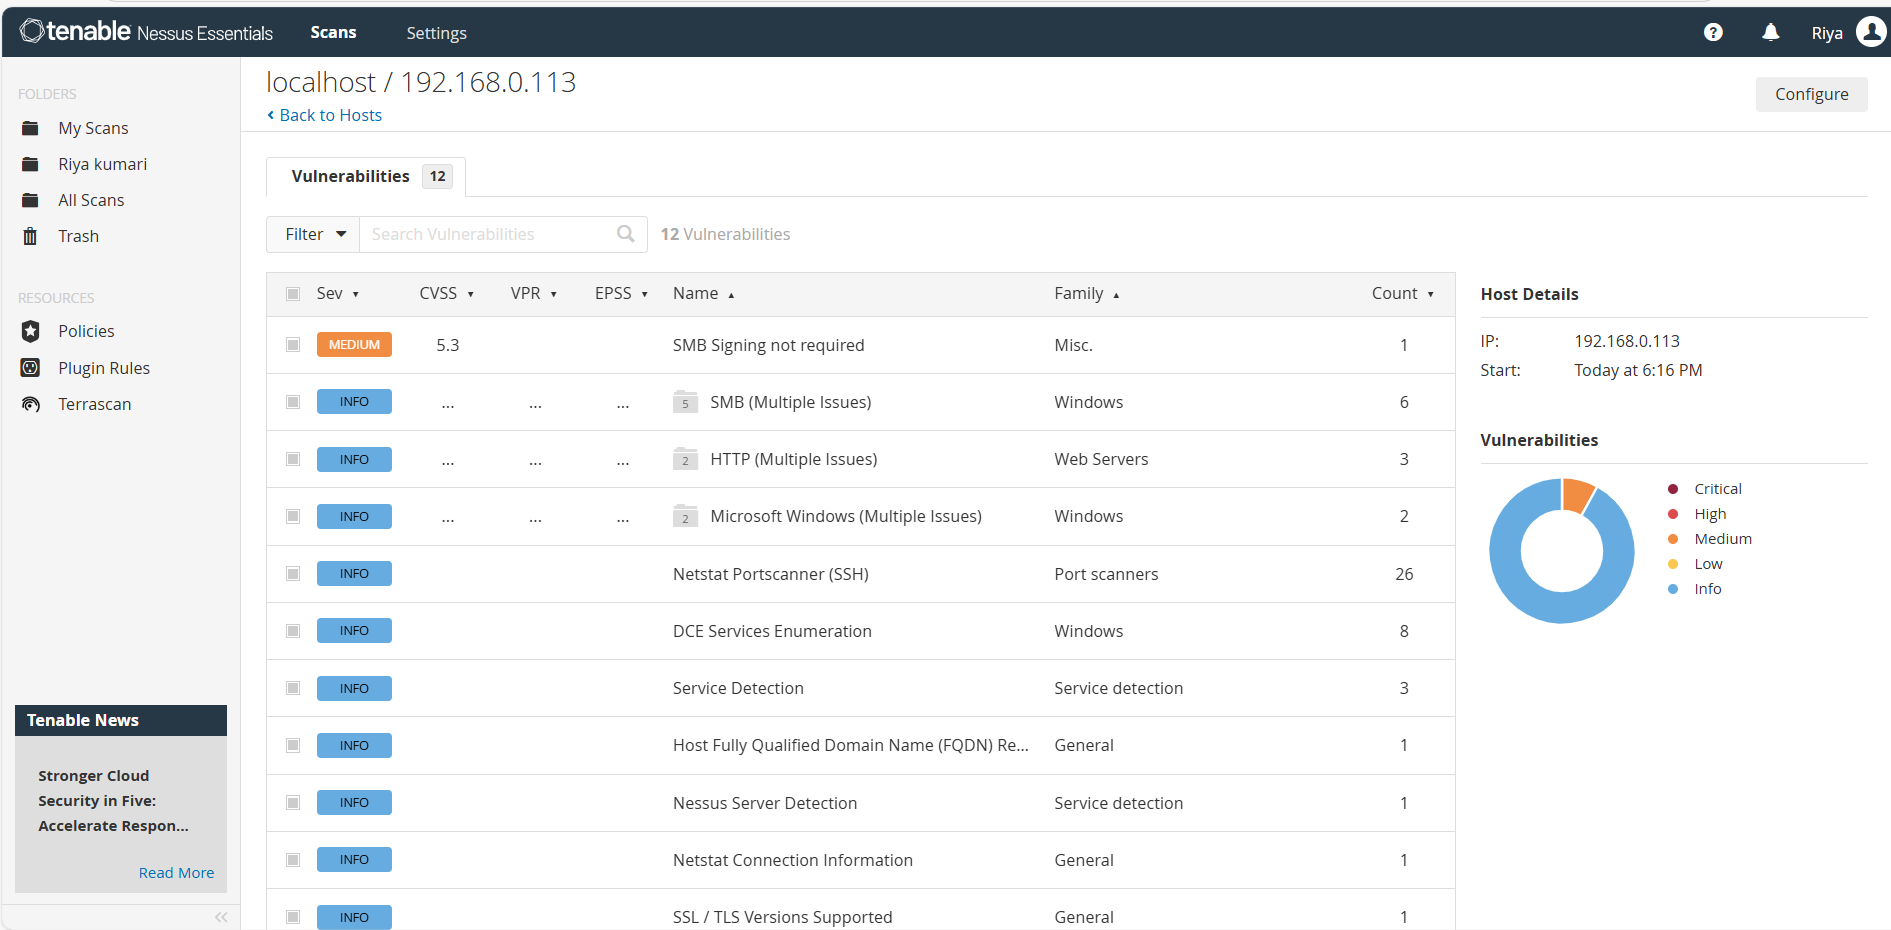 tenable Nessus Essentials Scans Settings Riya
FOLDERS
My Scans
Riya kumari
All Scans
Trash
RESOURCES
Policies
Plugin Rules
Terrascan
Tenable News
Stronger Cloud
Security in Five:
Accelerate Respon...
Read More
localhost / 192.168.0.113
Back to Hosts
Configure
Vulnerabilities 12
Filter Search Vulnerabilities 12 Vulnerabilities
Sev CVSS VPR EPSS Name Family Count
MEDIUM 5.3 SMB Signing not required Misc. 1
INFO ... ... ... 5 SMB (Multiple Issues) Windows 6
INFO ... ... ... 2 HTTP (Multiple Issues) Web Servers 3
INFO ... ... ... 2 Microsoft Windows (Multiple Issues) Windows 2
INFO Netstat Portscanner (SSH) Port scanners 26
INFO DCE Services Enumeration Windows 8
INFO Service Detection Service detection 3
INFO Host Fully Qualified Domain Name (FQDN) Re... General 1
INFO Nessus Server Detection Service detection 1
INFO Netstat Connection Information General 1
INFO SSL / TLS Versions Supported General 1
Host Details
IP: 192.168.0.113
Start: Today at 6:16 PM
Vulnerabilities
Critical
High
Medium
Low
Info